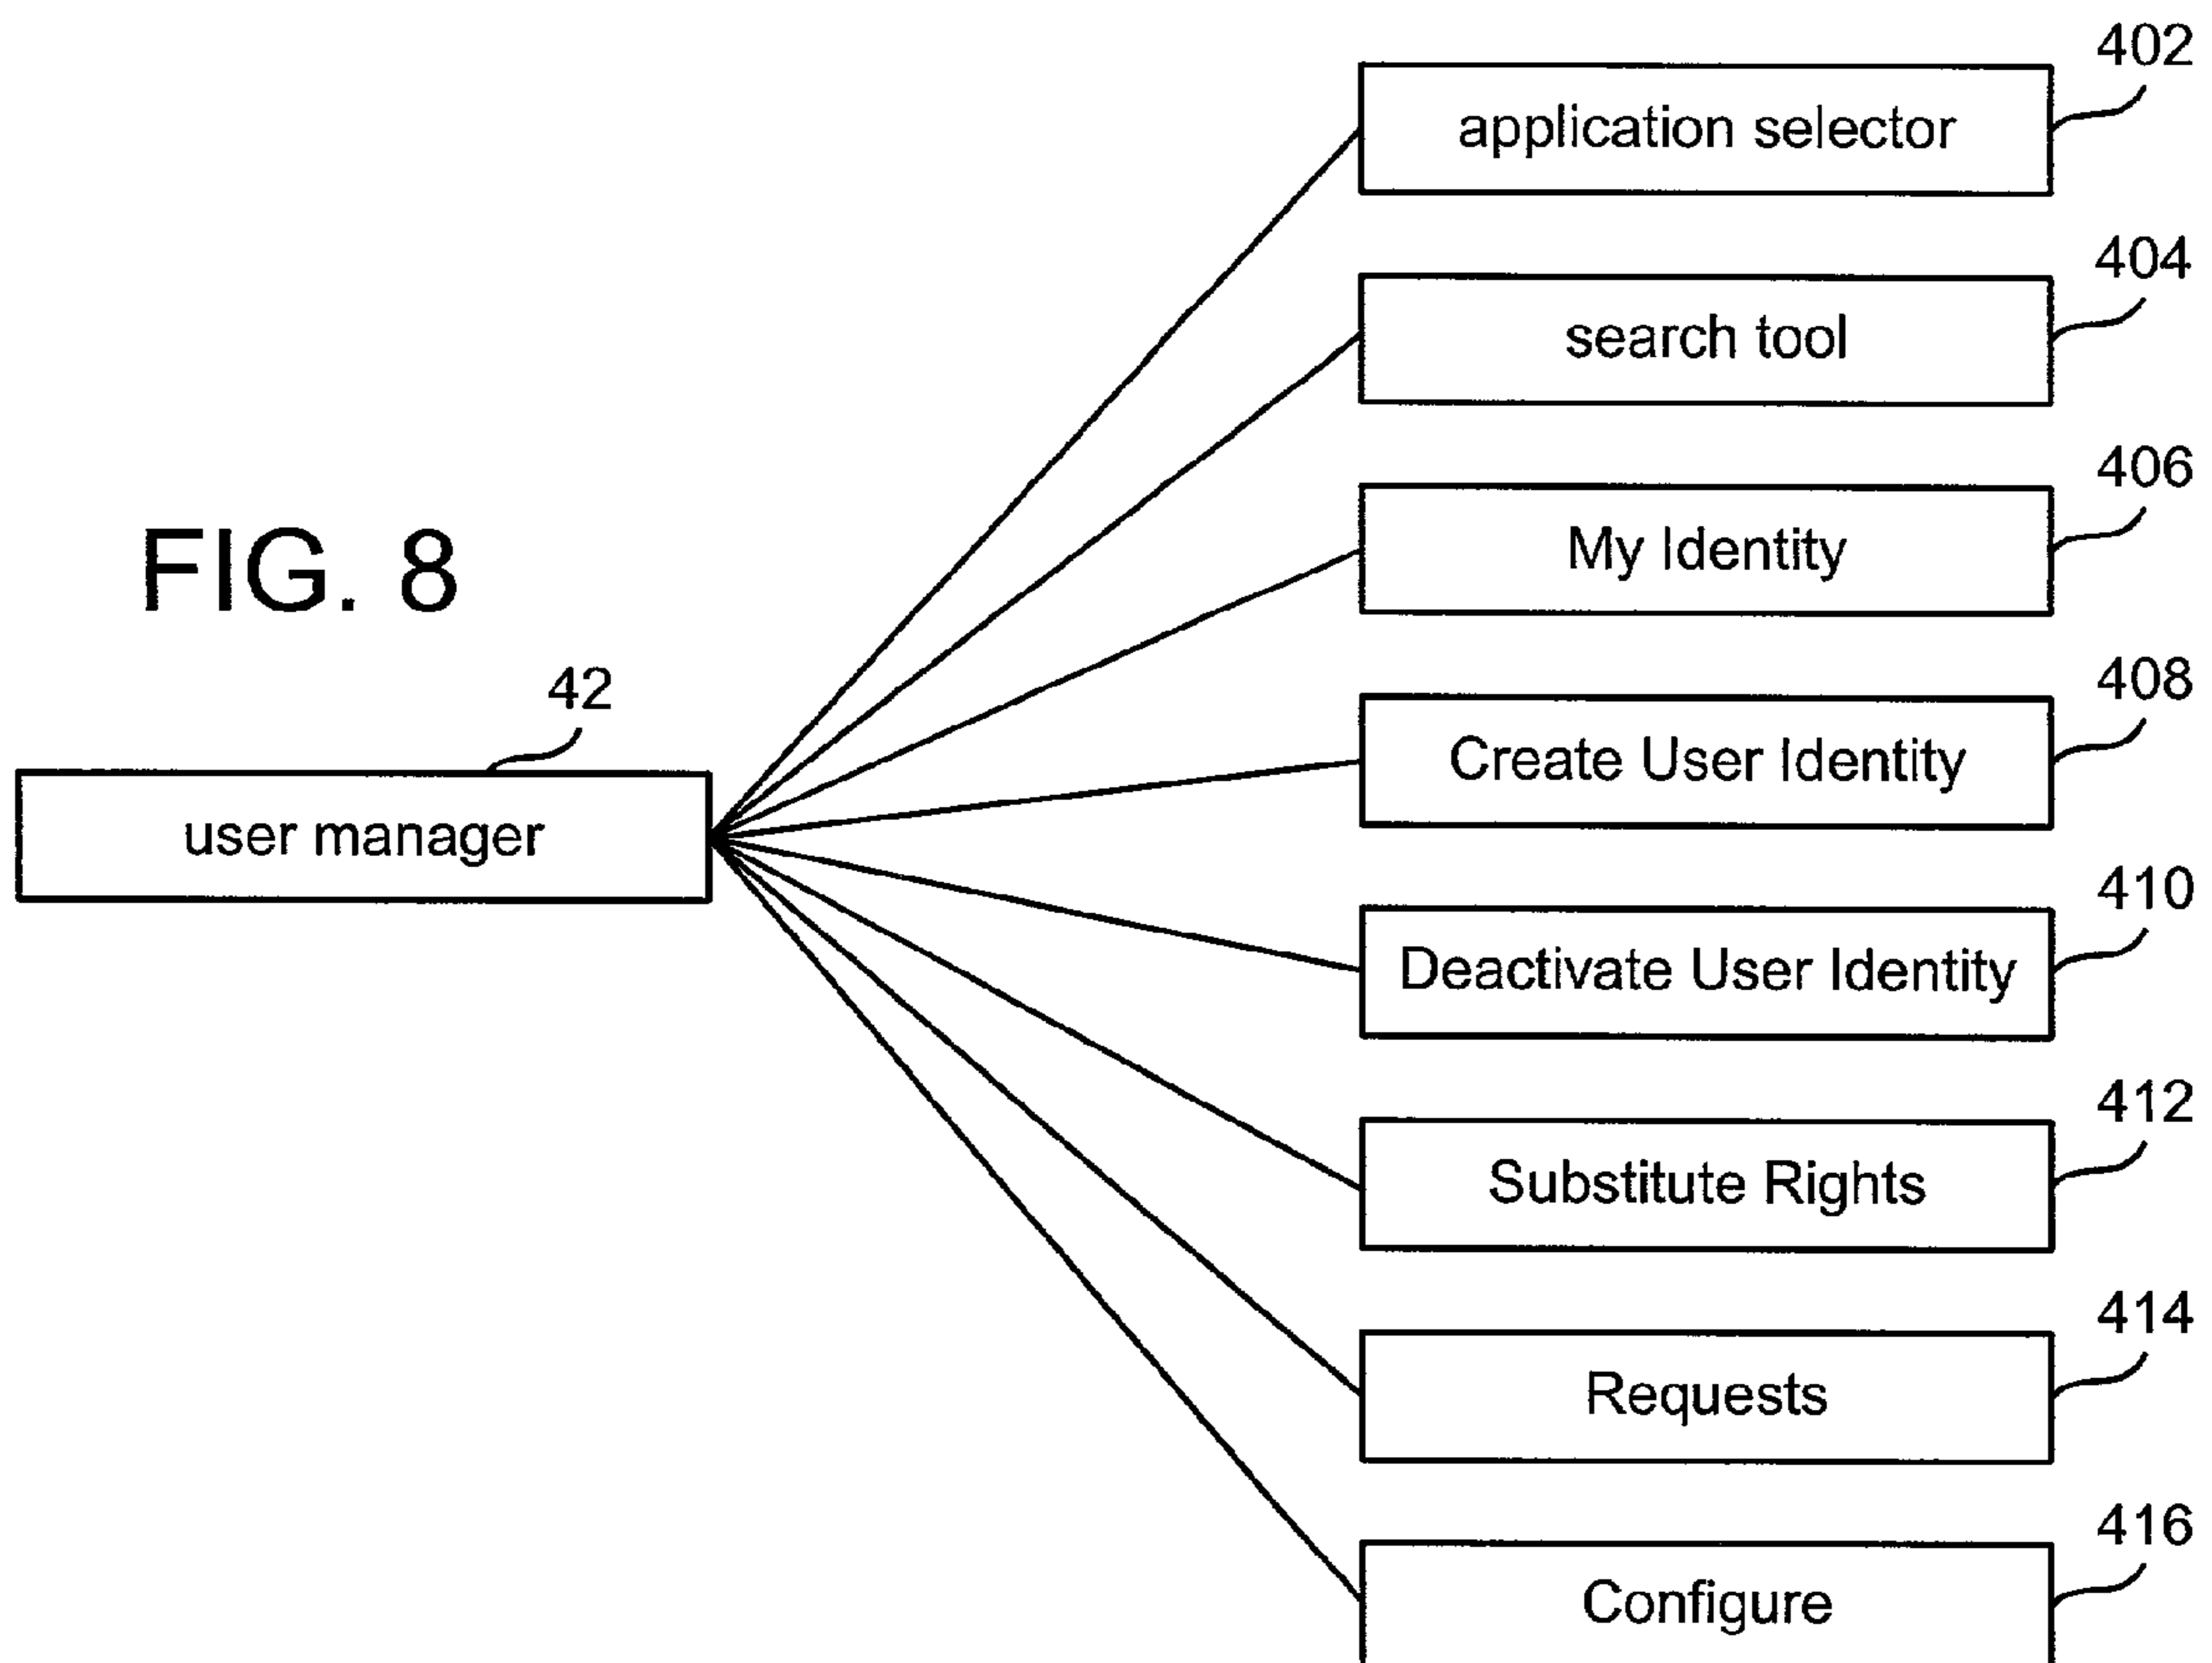 402
application selector
404
search tool
406
My Identity
FIG. 8
408
Create User Identity
42
user manager
410
Deactivate User Identity
412
Substitute Rights
414
Requests
416
Configure